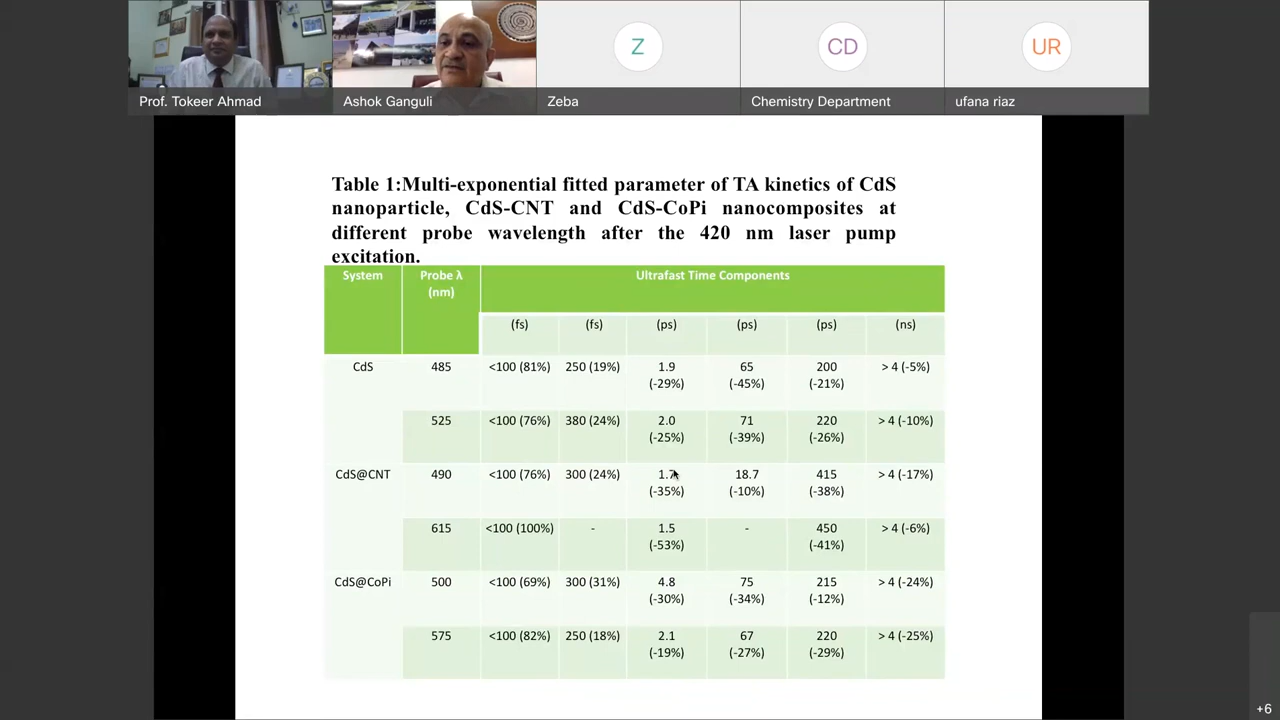 Z
CD
UR
Prof. Tokeer Ahmad
Ashok Ganguli
Zeba
Chemistry Department
ufana riaz
Table 1:Multi-exponential fitted parameter of TA kinetics of CdS
nanoparticle, CdS-CNT and CdS-CoPi nanocomposites at
different probe wavelength after the 420 nm laser pump
excitation.
System Probe λ Ultrafast Time Components
(nm)
(fs) (fs) (ps) (ps) (ps) (ns)
CdS 485 <100 (81%) 250 (19%) 1.9 65 200 > 4 (-5%)
(-29%) (-45%) (-21%)
525 <100 (76%) 380 (24%) 2.0 71 220 > 4 (-10%)
(-25%) (-39%) (-26%)
CdS@CNT 490 <100 (76%) 300 (24%) 1.7 18.7 415 > 4 (-17%)
(-35%) (-10%) (-38%)
615 <100 (100%) - 1.5 - 450 > 4 (-6%)
(-53%) (-41%)
CdS@CoPi 500 <100 (69%) 300 (31%) 4.8 75 215 > 4 (-24%)
(-30%) (-34%) (-12%)
575 <100 (82%) 250 (18%) 2.1 67 220 > 4 (-25%)
(-19%) (-27%) (-29%)
+6